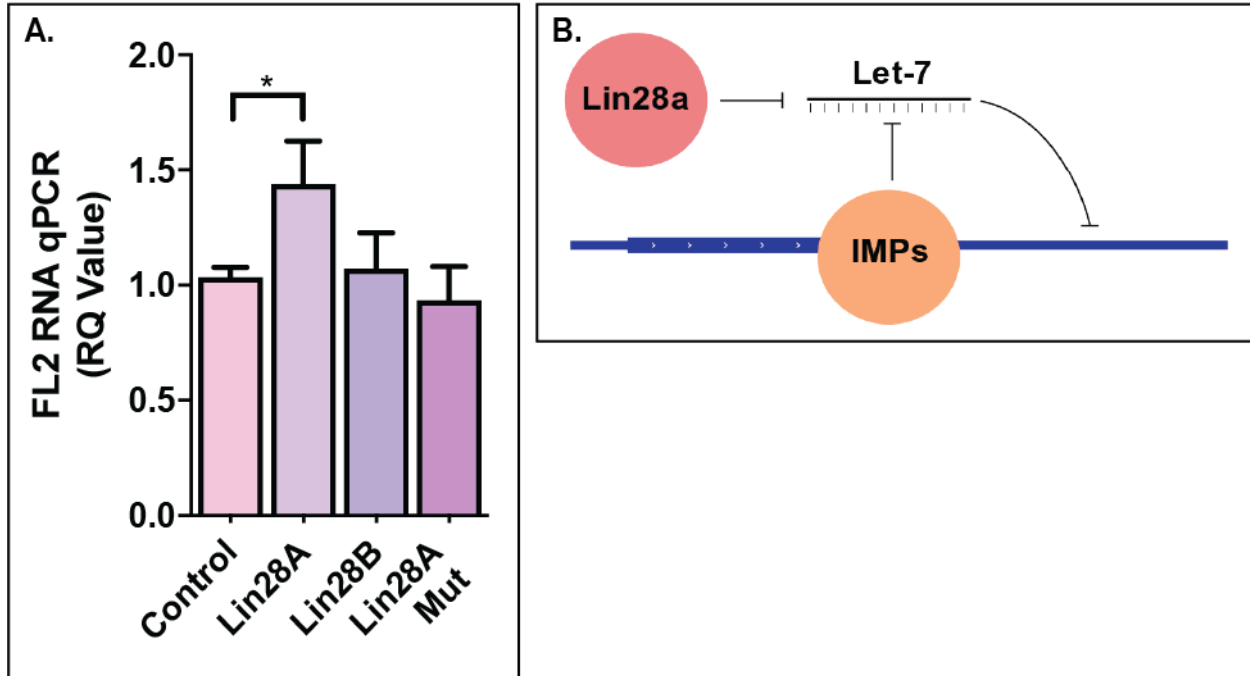 A.
FL2 RNA qPCR
(RQ Value)
2.0
*
1.5
1.0
0.5
0.0
Control
Lin28A
Lin28B
Lin28A
Mut
B.
Lin28a
Let-7
IMPs